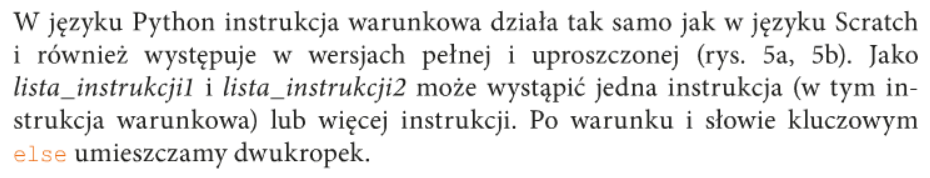 W języku Python instrukcja warunkowa działa tak samo jak w języku Scratch
i również występuje w wersjach pełnej i uproszczonej (rys. 5a, 5b). Jako
lista_instrukcji1 i lista_instrukcji2 może wystąpić jedna instrukcja (w tym in-
strukcja warunkowa) lub więcej instrukcji. Po warunku i słowie kluczowym
else umieszczamy dwukropek.